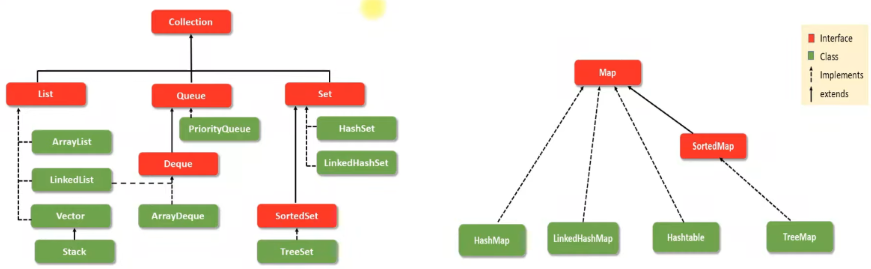 Collection
List
Queue
Set
PriorityQueue
HashSet
ArrayList
Deque
LinkedHashSet
LinkedList
Vector
ArrayDeque
SortedSet
Stack
TreeSet
Interface
Class
Implements
extends
Map
SortedMap
HashMap
LinkedHashMap
Hashtable
TreeMap